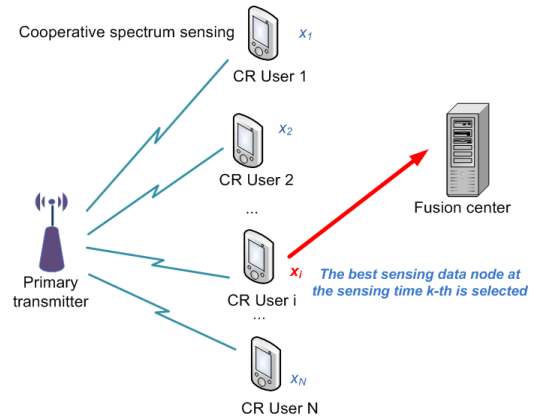 Cooperative spectrum sensing
x1
CR User 1
x2
CR User 2
...
Fusion center
Primary
transmitter
xi
CR User i
The best sensing data node at
the sensing time k-th is selected
...
xN
CR User N